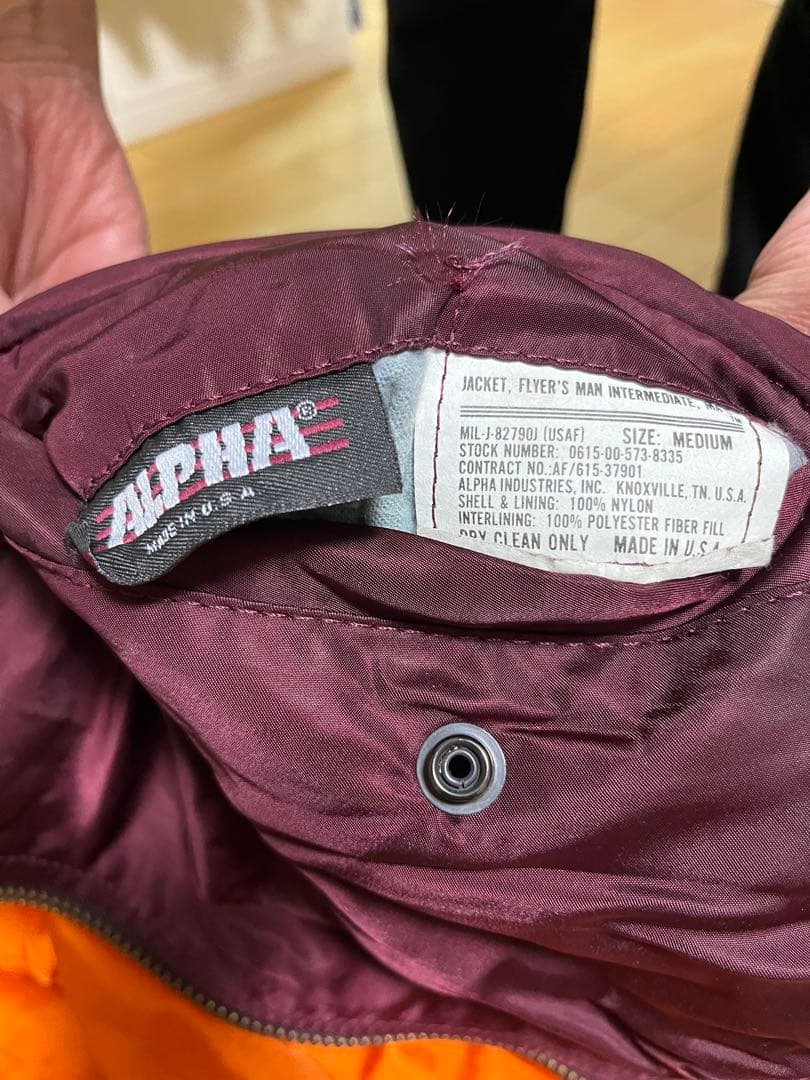 ALPHA®
MADE IN U.S.A
JACKET, FLYER'S MAN INTERMEDIATE, MA
MIL-J-82790J (USAF) SIZE: MEDIUM
STOCK NUMBER: 0615-00-573-8335
CONTRACT NO.:AF/615-37901
ALPHA INDUSTRIES, INC. KNOXVILLE, TN. U.S.A.
SHELL & LINING: 100% NYLON
INTERLINING: 100% POLYESTER FIBER FILL
DRY CLEAN ONLY MADE IN U.S.A